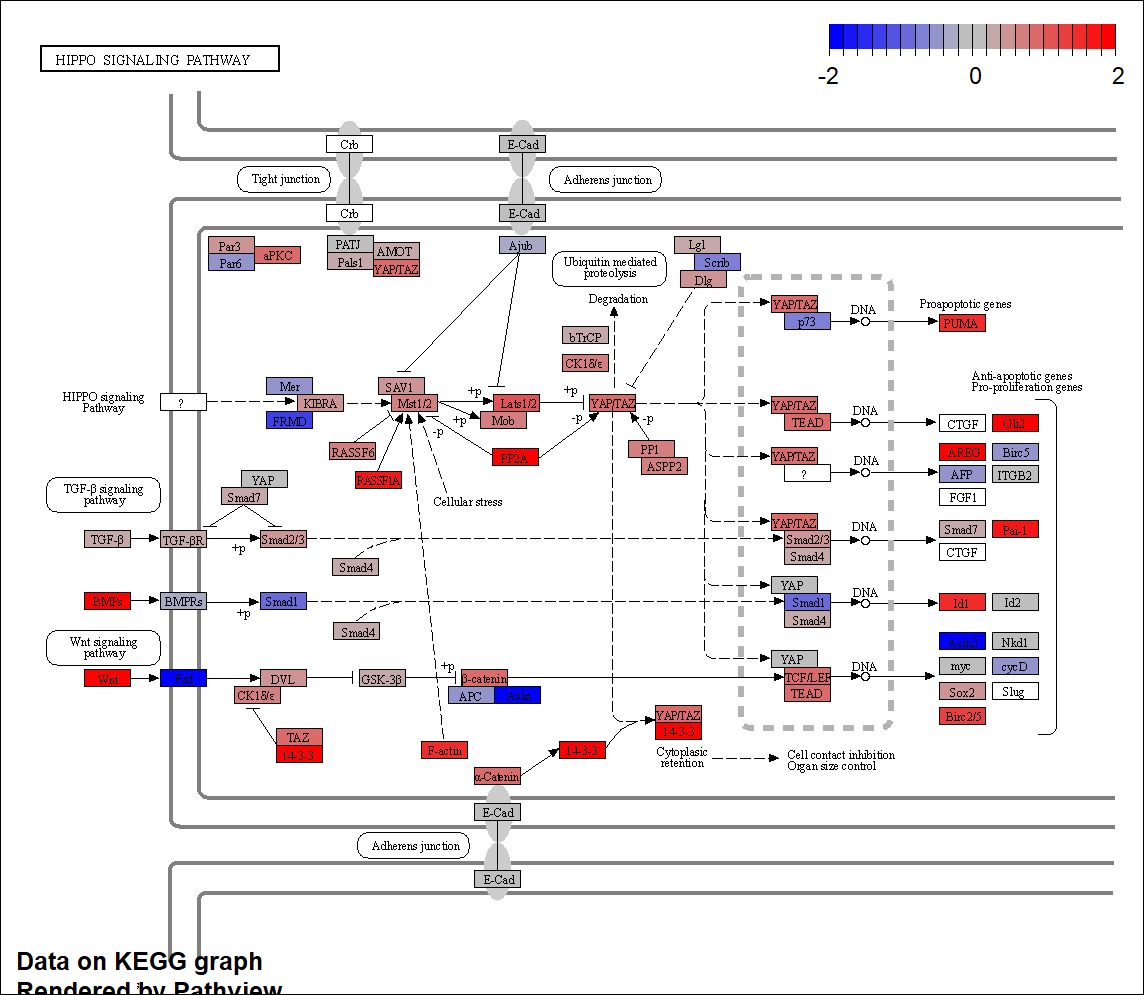 HIPPO SIGNALING PATHWAY
-2 0 2
Crb
E-Cad
Tight junction
Adherens junction
Crb
E-Cad
Par3
Par6
aPKC
PATJ
Pals1
AMOT
YAP/TAZ
Ajub
Ubiquitin mediated
proteolysis
Lgl
Scrib
Dlg
Degradation
bTrCP
CK1δ/ε
YAP/TAZ
p73
DNA
Proapoptotic genes
PUMA
Anti-apoptotic genes
Pro-proliferation genes
HIPPO signaling
Pathway
?
Mer
KIBRA
FRMD
SAV1
Mst1/2
+p
+p
-p
Lats1/2
Mob
+p
-p
YAP/TAZ
-p
RASSF6
RASSF1A
PP2A
PP1
ASPP2
Cellular stress
YAP/TAZ
TEAD
DNA
CTGF
Gli2
YAP/TAZ
?
DNA
AREG
Birc5
AFP
ITGB2
FGF1
TGF-β signaling
pathway
YAP
Smad7
TGF-β
TGF-βR
+p
Smad2/3
Smad4
YAP/TAZ
Smad2/3
Smad4
DNA
Smad7
Pai-1
CTGF
BMPs
BMPRs
+p
Smad1
Smad4
YAP
Smad1
Smad4
DNA
Id1
Id2
Wnt signaling
pathway
Wnt
Fzd
DVL
CK1δ/ε
GSK-3β
+p
β-catenin
APC
Axin
YAP
TCF/LEF
TEAD
DNA
Axin2
Nkd1
myc
cycD
Sox2
Slug
Birc2/5
TAZ
14-3-3
F-actin
α-Catenin
14-3-3
YAP/TAZ
14-3-3
Cytoplasic
retention
Cell contact inhibition
Organ size control
E-Cad
Adherens junction
E-Cad
Data on KEGG graph
Rendered by Pathview